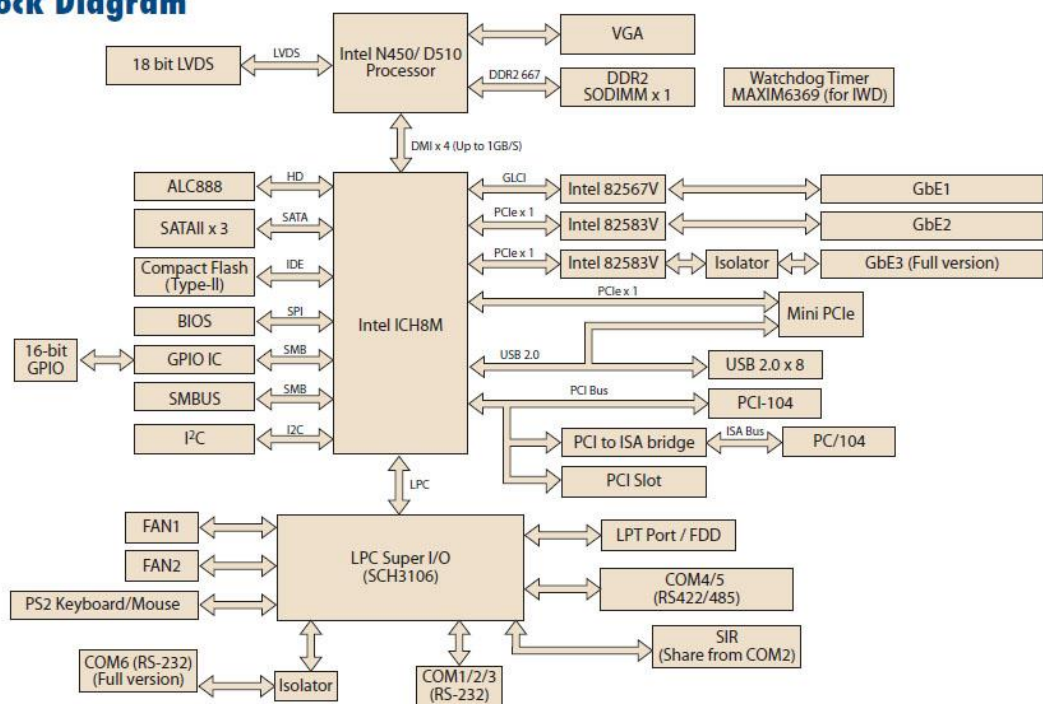 Diagram
VGA
18 bit LVDS
LVDS
Intel N450/ D510
Processor
DDR2 667
DDR2
SODIMM x 1
Watchdog Timer
MAXIM6369 (for IWD)
DMI x 4 (Up to 1GB/S)
ALC888
HD
SATAII x 3
SATA
Compact Flash
(Type-II)
IDE
BIOS
SPI
16-bit
GPIO
GPIO IC
SMB
SMBUS
SMB
I²C
I2C
Intel ICH8M
GLCI
Intel 82567V
GbE1
PCIe x 1
Intel 82583V
GbE2
PCIe x 1
Intel 82583V
Isolator
GbE3 (Full version)
PCIe x 1
Mini PCIe
USB 2.0
USB 2.0 x 8
PCI Bus
PCI-104
PCI to ISA bridge
ISA Bus
PC/104
PCI Slot
LPC
FAN1
FAN2
PS2 Keyboard/Mouse
LPC Super I/O
(SCH3106)
LPT Port / FDD
COM4/5
(RS422/485)
SIR
(Share from COM2)
COM6 (RS-232)
(Full version)
Isolator
COM1/2/3
(RS-232)